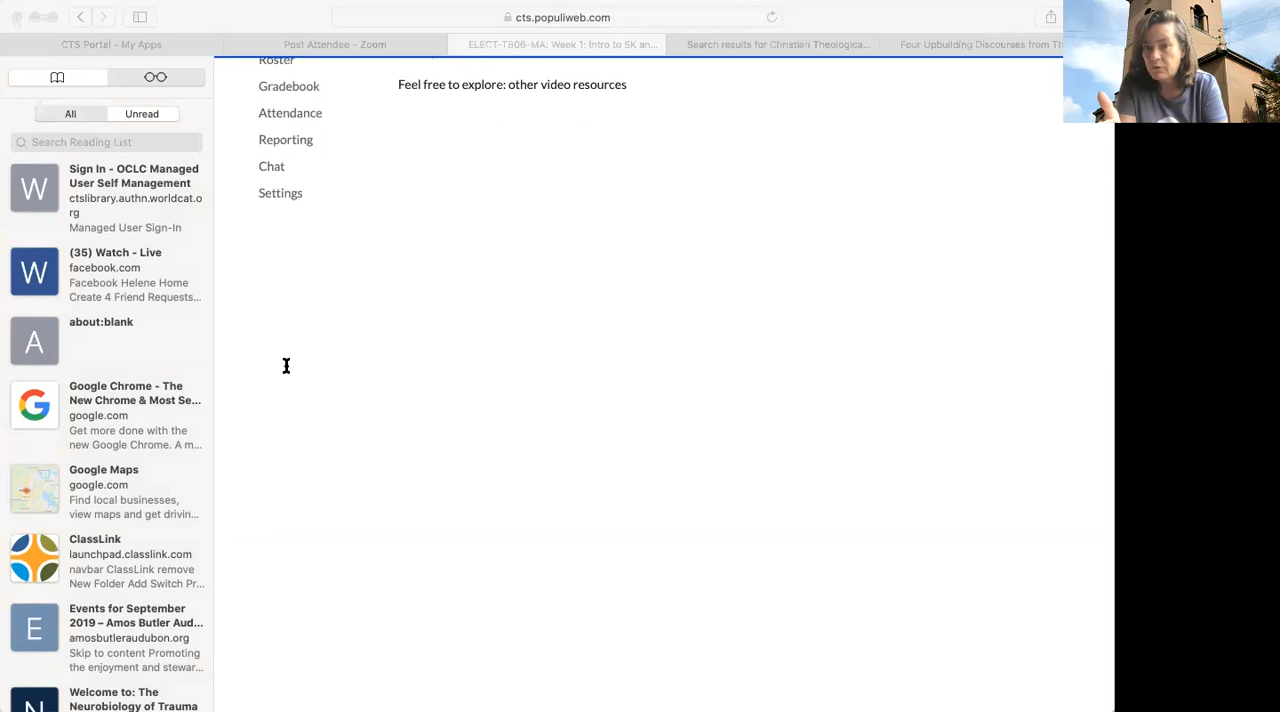 cts.populiweb.com
CTS Portal - My Apps
Post Attendee - Zoom
ELECT-T806-MA: Week 1: Intro to SK an...
Search results for Christian Theologica...
Four Upbuilding Discourses from Th
All
Unread
Search Reading List
Sign In - OCLC Managed
User Self Management
ctslibrary.authn.worldcat.o
rg
Managed User Sign-In
W
(35) Watch - Live
facebook.com
Facebook Helene Home
Create 4 Friend Requests...
W
about:blank
A
Google Chrome - The
New Chrome & Most Se...
google.com
Get more done with the
new Google Chrome. A m...
G
Google Maps
google.com
Find local businesses,
view maps and get drivin...
ClassLink
launchpad.classlink.com
navbar ClassLink remove
New Folder Add Switch Pr...
Events for September
2019 – Amos Butler Aud...
amosbutleraudubon.org
Skip to content Promoting
the enjoyment and stewar...
E
Welcome to: The
Neurobiology of Trauma
N
Roster
Gradebook
Attendance
Reporting
Chat
Settings
Feel free to explore: other video resources